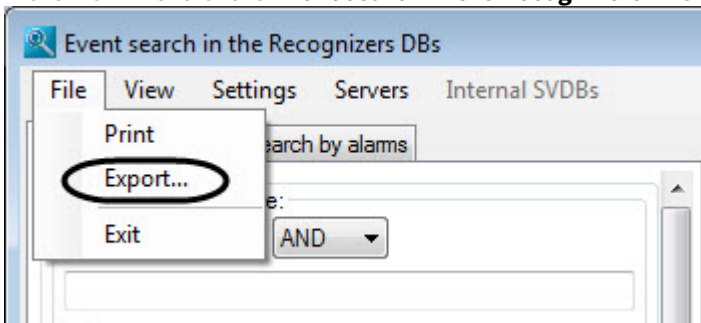 Event search in the Recognizers DBs
File View Settings Servers Internal SVDBs
Print
earch by alarms
Export...
e:
Exit
AND